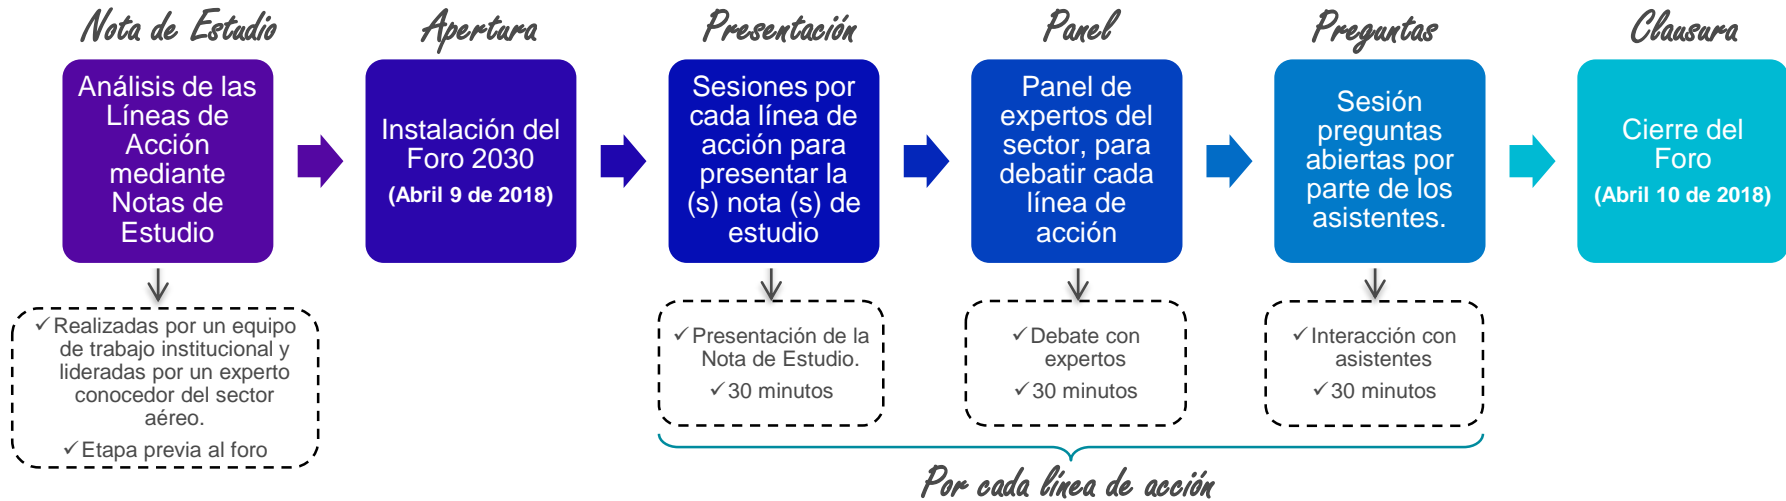 Nota de Estudio
Apertura
Presentación
Panel
Preguntas
Clausura
Análisis de las
Líneas de
Acción
mediante
Notas de
Estudio
Instalación del
Foro 2030
(Abril 9 de 2018)
Sesiones por
cada línea de
acción para
presentar la
(s) nota (s) de
estudio
Panel de
expertos del
sector, para
debatir cada
línea de
acción
Sesión
preguntas
abiertas por
parte de los
asistentes.
Cierre del
Foro
(Abril 10 de 2018)
✓Realizadas por un equipo
de trabajo institucional y
lideradas por un experto
conocedor del sector
aéreo.
✓Etapa previa al foro
✓Presentación de la
Nota de Estudio.
✓30 minutos
✓Debate con
expertos
✓30 minutos
✓Interacción con
asistentes
✓30 minutos
Por cada línea de acción